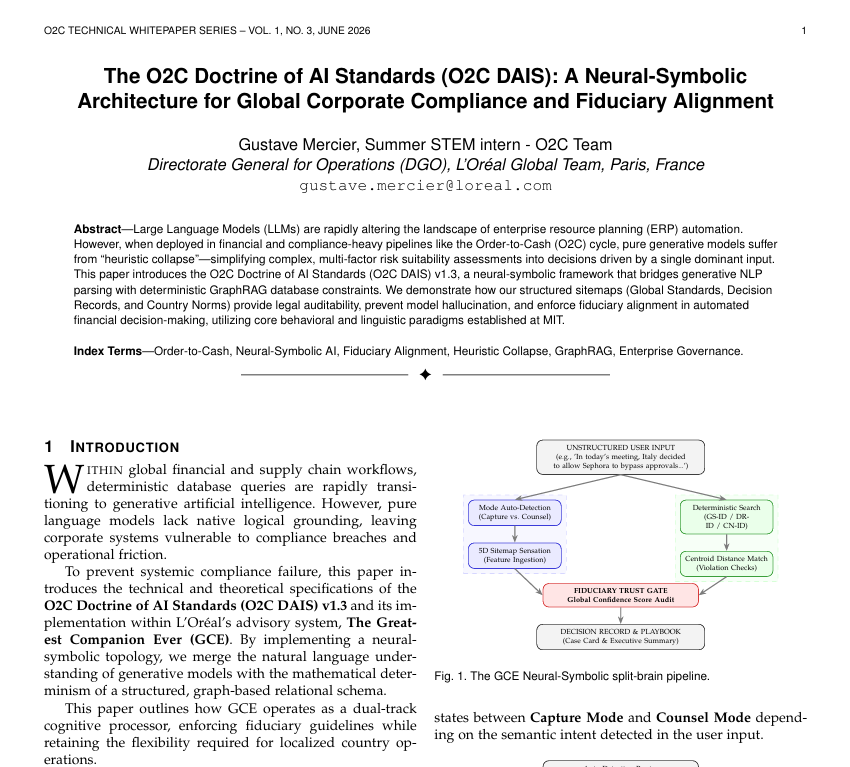 O2C TECHNICAL WHITEPAPER SERIES – VOL. 1, NO. 3, JUNE 2026
1
The O2C Doctrine of AI Standards (O2C DAIS): A Neural-Symbolic
Architecture for Global Corporate Compliance and Fiduciary Alignment
Gustave Mercier, Summer STEM intern - O2C Team
Directorate General for Operations (DGO), L'Oréal Global Team, Paris, France
gustave.mercier@loreal.com
Abstract—Large Language Models (LLMs) are rapidly altering the landscape of enterprise resource planning (ERP) automation.
However, when deployed in financial and compliance-heavy pipelines like the Order-to-Cash (O2C) cycle, pure generative models suffer
from “heuristic collapse”—simplifying complex, multi-factor risk suitability assessments into decisions driven by a single dominant input.
This paper introduces the O2C Doctrine of AI Standards (O2C DAIS) v1.3, a neural-symbolic framework that bridges generative NLP
parsing with deterministic GraphRAG database constraints. We demonstrate how our structured sitemaps (Global Standards, Decision
Records, and Country Norms) provide legal auditability, prevent model hallucination, and enforce fiduciary alignment in automated
financial decision-making, utilizing core behavioral and linguistic paradigms established at MIT.
Index Terms—Order-to-Cash, Neural-Symbolic AI, Fiduciary Alignment, Heuristic Collapse, GraphRAG, Enterprise Governance.
1 INTRODUCTION
WITHIN global financial and supply chain workflows,
deterministic database queries are rapidly transi-
tioning to generative artificial intelligence. However, pure
language models lack native logical grounding, leaving
corporate systems vulnerable to compliance breaches and
operational friction.
To prevent systemic compliance failure, this paper in-
troduces the technical and theoretical specifications of the
O2C Doctrine of AI Standards (O2C DAIS) v1.3 and its im-
plementation within L'Oréal's advisory system, The Great-
est Companion Ever (GCE). By implementing a neural-
symbolic topology, we merge the natural language under-
standing of generative models with the mathematical deter-
minism of a structured, graph-based relational schema.
This paper outlines how GCE operates as a dual-track
cognitive processor, enforcing fiduciary guidelines while
retaining the flexibility required for localized country op-
erations.
UNSTRUCTURED USER INPUT
(e.g., 'In today's meeting, Italy decided
to allow Sephora to bypass approvals...')
Mode Auto-Detection
(Capture vs. Counsel)
Deterministic Search
(GS-ID / DR-
ID / CN-ID)
5D Sitemap Sensation
(Feature Ingestion)
Centroid Distance Match
(Violation Checks)
FIDUCIARY TRUST GATE
Global Confidence Score Audit
DECISION RECORD & PLAYBOOK
(Case Card & Executive Summary)
Fig. 1. The GCE Neural-Symbolic split-brain pipeline.
states between Capture Mode and Counsel Mode depend-
ing on the semantic intent detected in the user input.